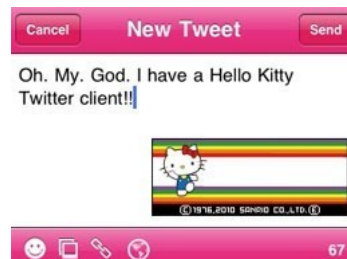 Cancel New Tweet Send
Oh. My. God. I have a Hello Kitty
Twitter client!!
©1976,2010 SANRIO CO.,LTD.Ⓔ
67